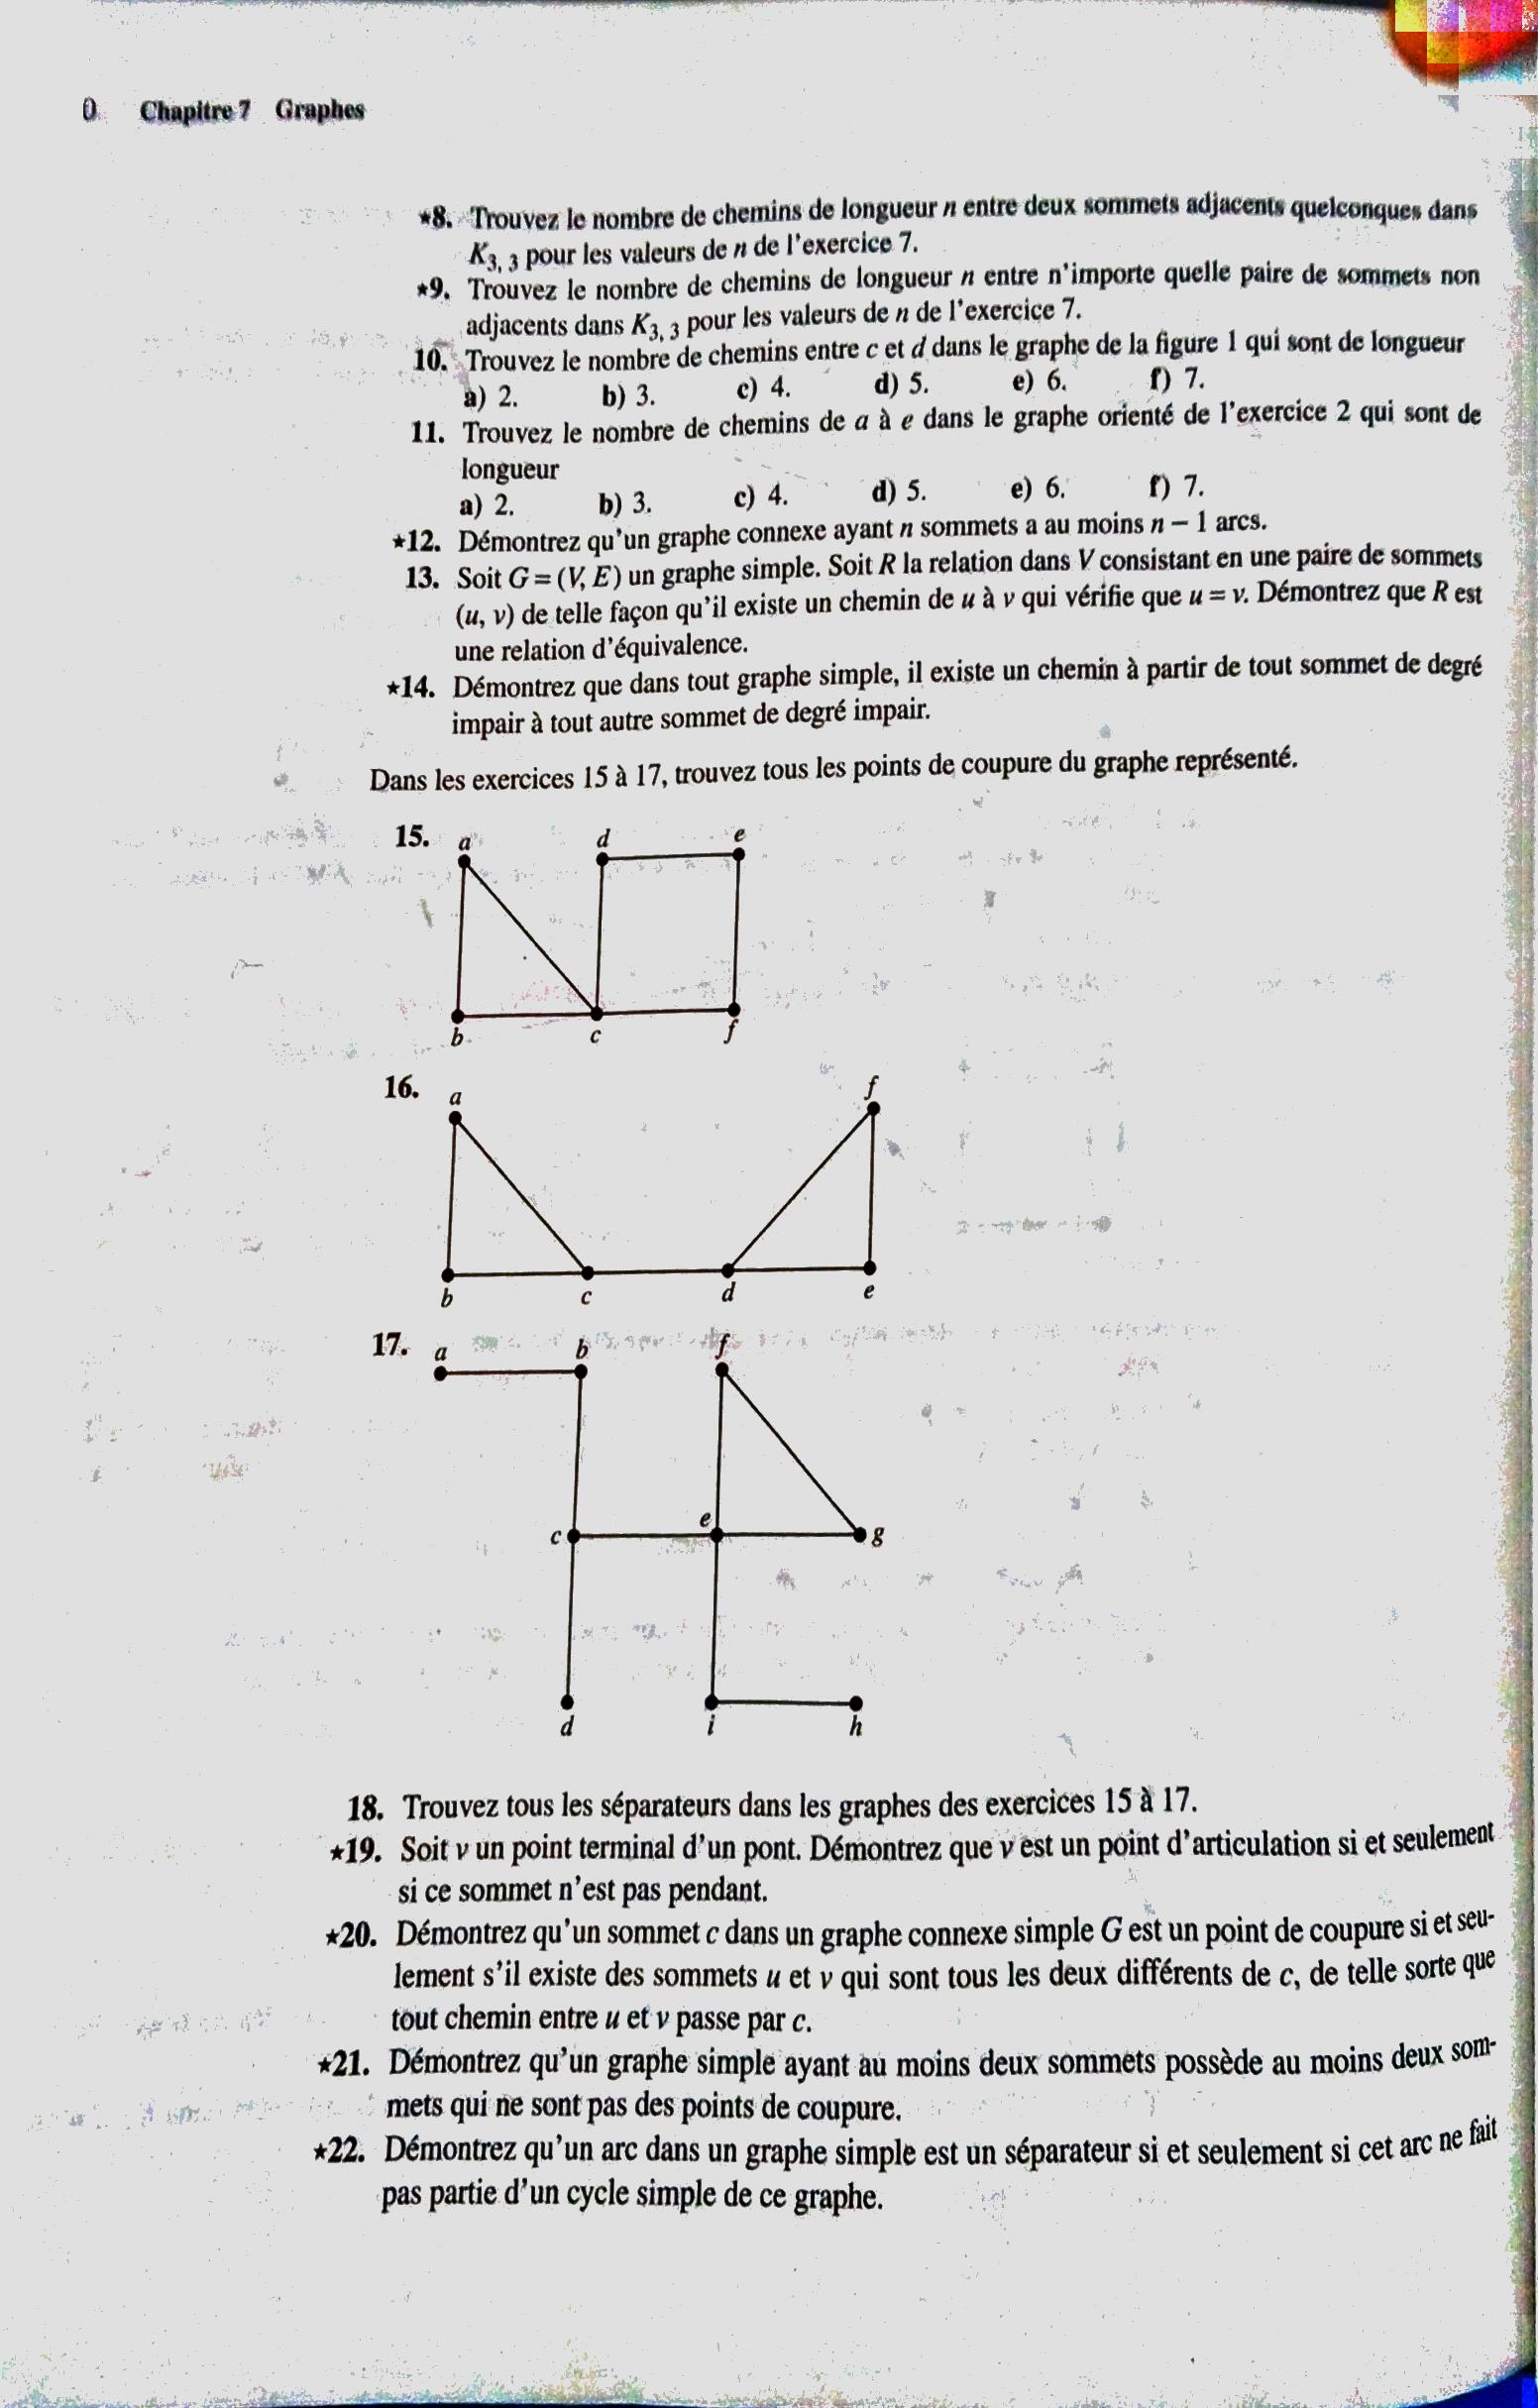 0 Chapitre 7 Graphes
★8. Trouvez le nombre de chemins de longueur n entre deux sommets adjacents quelconques dans
K3, 3 pour les valeurs de n de l'exercice 7.
★9. Trouvez le nombre de chemins de longueur n entre n'importe quelle paire de sommets non
adjacents dans K3, 3 pour les valeurs de n de l'exercice 7.
10. Trouvez le nombre de chemins entre c et d dans le graphe de la figure 1 qui sont de longueur
a) 2. b) 3. c) 4. d) 5. e) 6. f) 7.
11. Trouvez le nombre de chemins de a à e dans le graphe orienté de l'exercice 2 qui sont de
longueur
a) 2. b) 3. c) 4. d) 5. e) 6. f) 7.
★12. Démontrez qu'un graphe connexe ayant n sommets a au moins n – 1 arcs.
13. Soit G = (V, E) un graphe simple. Soit R la relation dans V consistant en une paire de sommets
(u, v) de telle façon qu'il existe un chemin de u à v qui vérifie que u = v. Démontrez que R est
une relation d'équivalence.
★14. Démontrez que dans tout graphe simple, il existe un chemin à partir de tout sommet de degré
impair à tout autre sommet de degré impair.
Dans les exercices 15 à 17, trouvez tous les points de coupure du graphe représenté.
15. a d e
b c f
16. a f
b c d e
17. a b f
c e g
d i h
18. Trouvez tous les séparateurs dans les graphes des exercices 15 à 17.
★19. Soit v un point terminal d'un pont. Démontrez que v est un point d'articulation si et seulement
si ce sommet n'est pas pendant.
★20. Démontrez qu'un sommet c dans un graphe connexe simple G est un point de coupure si et seu-
lement s'il existe des sommets u et v qui sont tous les deux différents de c, de telle sorte que
tout chemin entre u et v passe par c.
★21. Démontrez qu'un graphe simple ayant au moins deux sommets possède au moins deux som-
mets qui ne sont pas des points de coupure.
★22. Démontrez qu'un arc dans un graphe simple est un séparateur si et seulement si cet arc ne fait
pas partie d'un cycle simple de ce graphe.